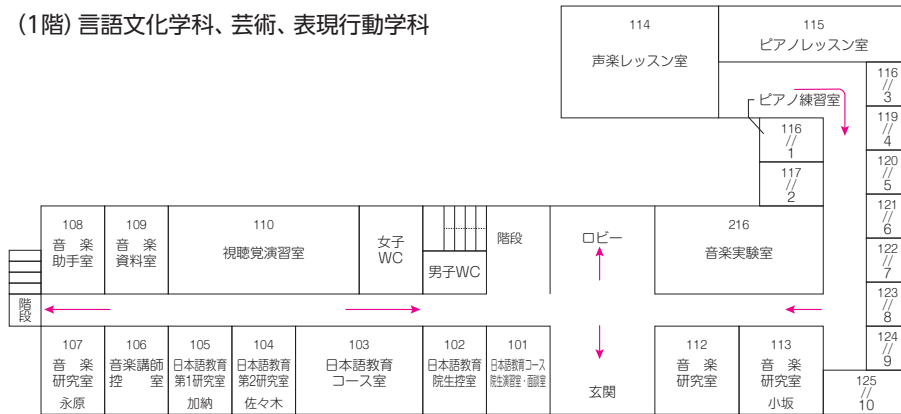 (1階) 言語文化学科、芸術、表現行動学科
114
声楽レッスン室
115
ピアノレッスン室
ピアノ練習室
116
//
1
117
//
2
116
//
3
119
//
4
120
//
5
121
//
6
122
//
7
123
//
8
124
//
9
125
//
10
108
音 楽
助手室
109
音 楽
資料室
110
視聴覚演習室
女子
WC
男子WC
階段
ロビー
216
音楽実験室
階
段
107
音 楽
研究室
永原
106
音楽講師
控 室
105
日本語教育
第1研究室
加納
104
日本語教育
第2研究室
佐々木
103
日本語教育
コース室
102
日本語教育
院生控室
101
日本語教育コース
院生演習室・面談室
玄関
112
音 楽
研究室
113
音 楽
研究室
小坂